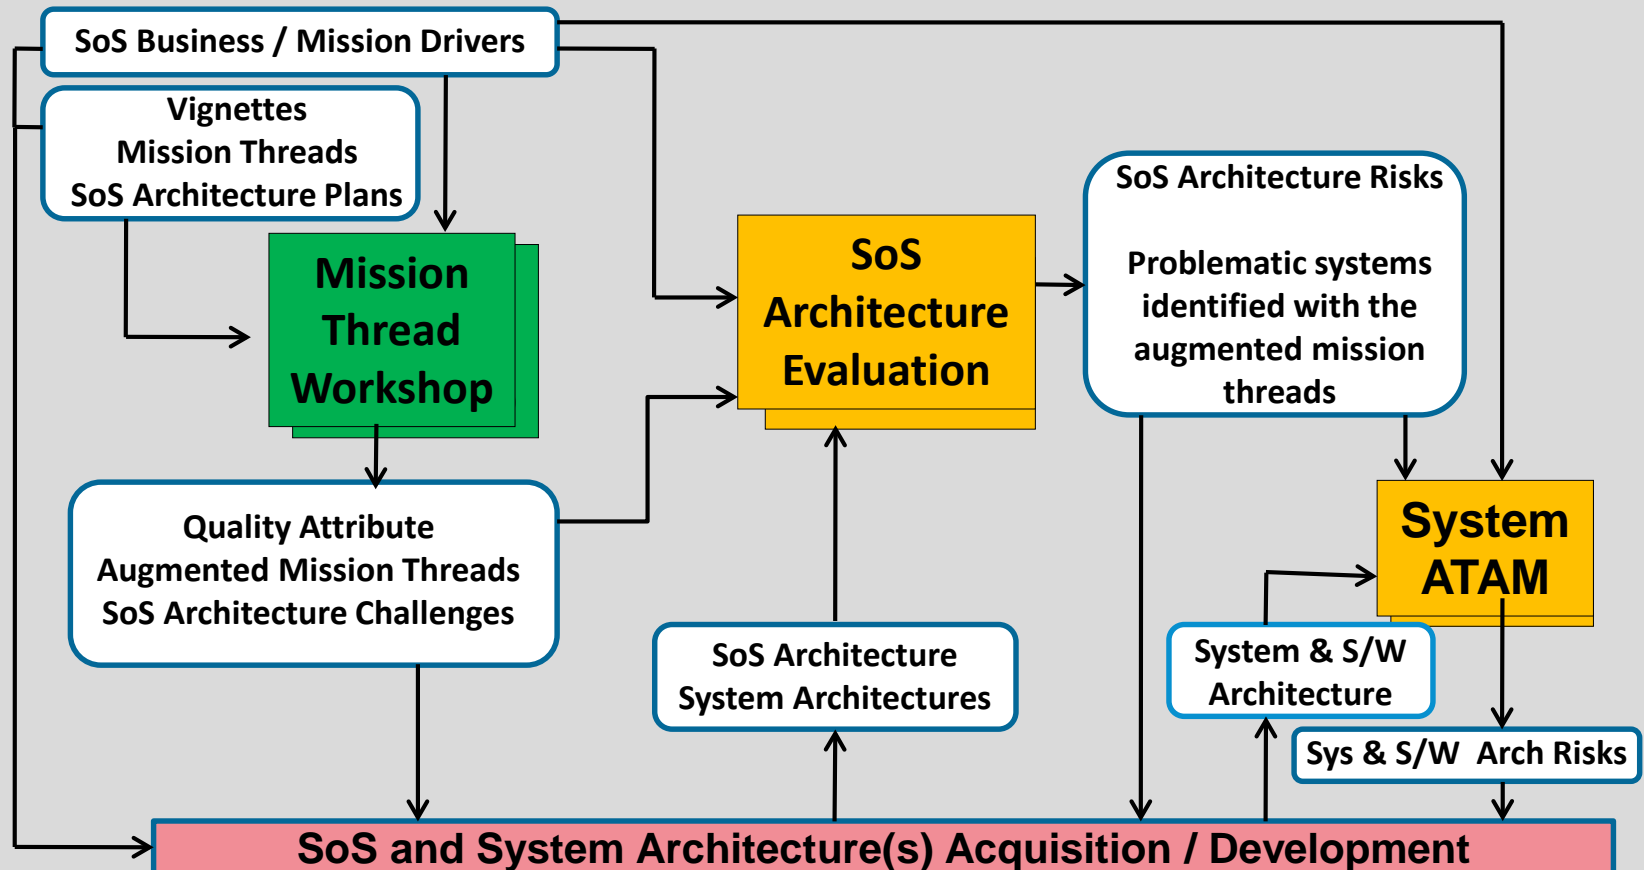 SoS Business / Mission Drivers
Vignettes
Mission Threads
SoS Architecture Plans
Mission
Thread
Workshop
SoS
Architecture
Evaluation
SoS Architecture Risks
Problematic systems
identified with the
augmented mission
threads
Quality Attribute
Augmented Mission Threads
SoS Architecture Challenges
System
ATAM
SoS Architecture
System Architectures
System & S/W
Architecture
Sys & S/W Arch Risks
SoS and System Architecture(s) Acquisition / Development